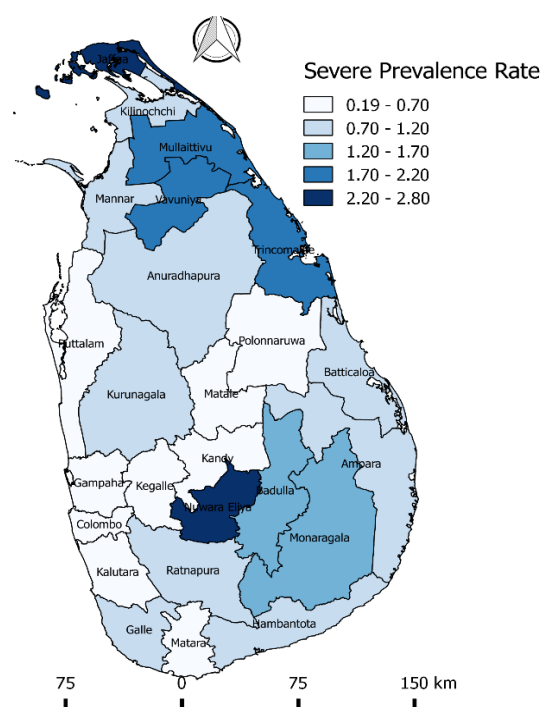 Jaffna
Severe Prevalence Rate
0.19 - 0.70
0.70 - 1.20
1.20 - 1.70
1.70 - 2.20
2.20 - 2.80
Kilinochchi
Mullaittivu
Mannar
Vavuniya
Trincomalee
Anuradhapura
Puttalam
Polonnaruwa
Batticaloa
Kurunagala
Matale
Kandy
Ampara
Gampaha
Kegalle
Badulla
Nuwara Eliya
Colombo
Monaragala
Kalutara
Ratnapura
Galle
Hambantota
Matara
75 0 75 150 km